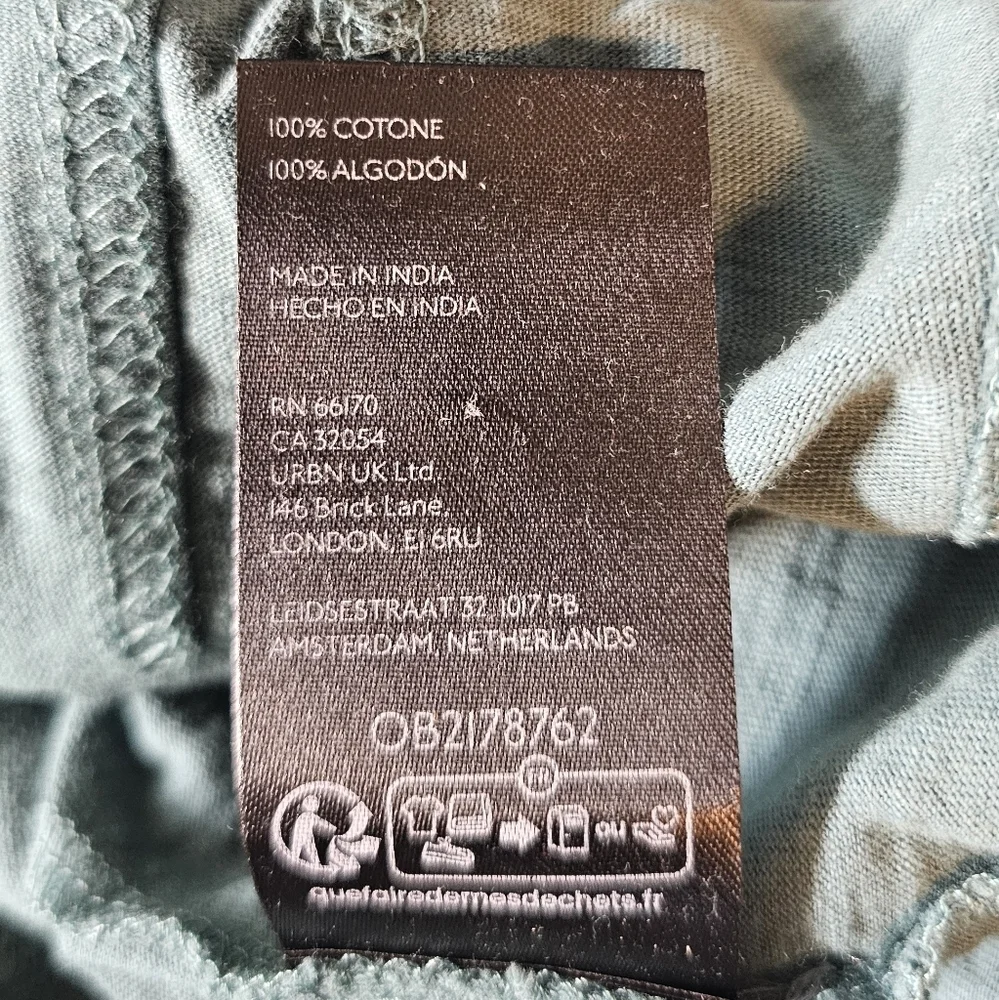 100% COTONE
100% ALGODÓN
MADE IN INDIA
HECHO EN INDIA
RN 66170
CA 32054
URBN UK Ltd
146 Brick Lane,
LONDON, E1 6RU
LEIDSESTRAAT 32, 1017 PB
AMSTERDAM, NETHERLANDS
OB2178762
OU
quefairedemesdechets.fr